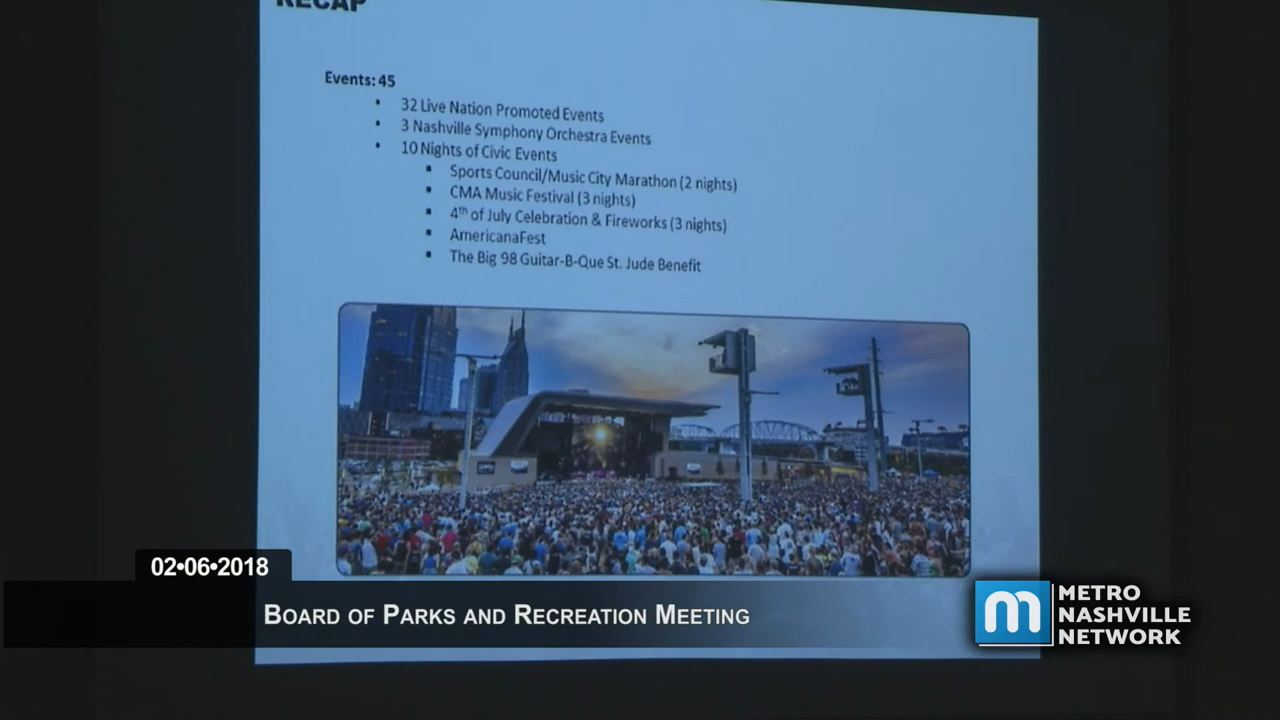 RECAP
Events: 45
32 Live Nation Promoted Events
3 Nashville Symphony Orchestra Events
10 Nights of Civic Events
Sports Council/Music City Marathon (2 nights)
CMA Music Festival (3 nights)
4th of July Celebration & Fireworks (3 nights)
AmericanaFest
The Big 98 Guitar-B-Que St. Jude Benefit
02•06•2018
BOARD OF PARKS AND RECREATION MEETING
METRO
NASHVILLE
NETWORK